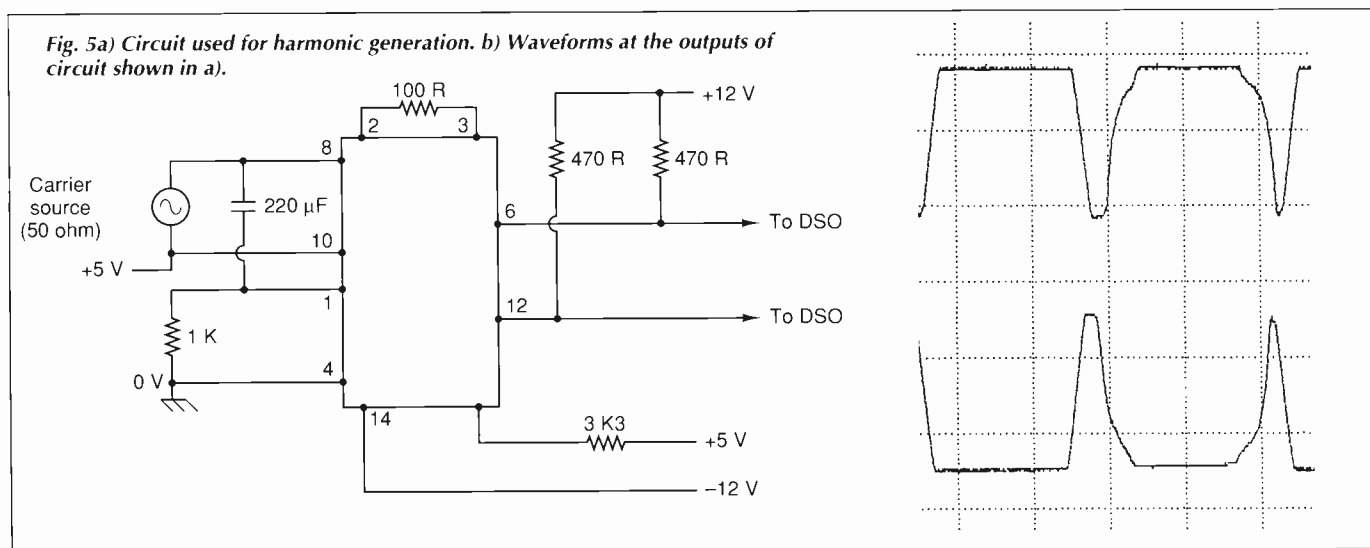 Fig. 5a) Circuit used for harmonic generation. b) Waveforms at the outputs of
circuit shown in a).
100 R
+12 V
2
3
8
470 R
470 R
Carrier
source
(50 ohm)
220 µF
6
To DSO
10
+5 V
1
12
To DSO
1 K
4
0 V
14
3 K3
+5 V
–12 V